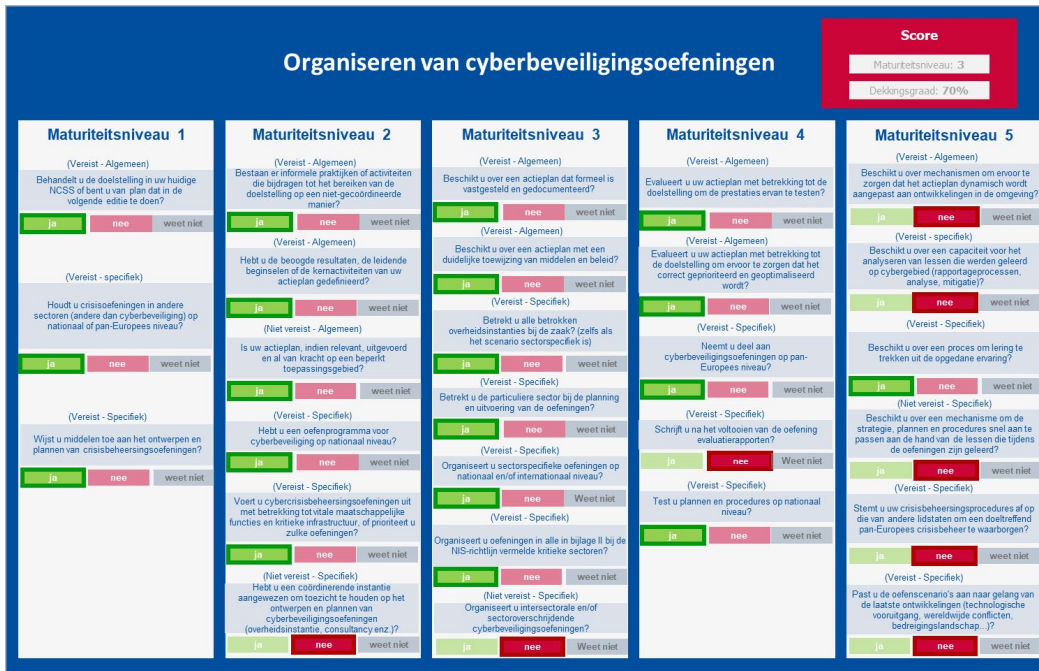 Organiseren van cyberbeveiligingsoefeningen
Score
Maturiteitsniveau: 3
Dekkingsgraad: 70%
Maturiteitsniveau 1
(Vereist - Algemeen)
Behandelt u de doelstelling in uw huidige
NCSS of bent u van plan dat in de
volgende editie te doen?
ja nee weet niet
(Vereist - specifiek)
Houdt u crisisoefeningen in andere
sectoren (andere dan cyberbeveiliging) op
nationaal of pan-Europees niveau?
ja nee weet niet
(Vereist - Specifiek)
Wijst u middelen toe aan het ontwerpen en
plannen van crisisbeheersingsoefeningen?
ja nee weet niet
Maturiteitsniveau 2
(Vereist - Algemeen)
Bestaan er informele praktijken of activiteiten
die bijdragen tot het bereiken van de
doelstelling op een niet-gecoördineerde
manier?
ja nee weet niet
(Vereist - Algemeen)
Hebt u de beoogde resultaten, de leidende
beginselen of de kernactiviteiten van uw
actieplan gedefinieerd?
ja nee weet niet
(Niet vereist - Algemeen)
Is uw actieplan, indien relevant, uitgevoerd
en al van kracht op een beperkt
toepassingsgebied?
ja nee weet niet
(Vereist - Specifiek)
Hebt u een oefenprogramma voor
cyberbeveiliging op nationaal niveau?
ja nee weet niet
(Vereist - Specifiek)
Voert u cybercrisisbeheersingsoefeningen uit
met betrekking tot vitale maatschappelijke
functies en kritieke infrastructuur, of prioriteert u
zulke oefeningen?
ja nee weet niet
(Niet vereist - Specifiek)
Hebt u een coördinerende instantie
aangewezen om toezicht te houden op het
ontwerpen en plannen van
cyberbeveiligingsoefeningen
(overheidsinstantie, consultancy enz.)?
ja nee weet niet
Maturiteitsniveau 3
(Vereist - Algemeen)
Beschikt u over een actieplan dat formeel is
vastgesteld en gedocumenteerd?
ja nee weet niet
(Vereist - Algemeen)
Beschikt u over een actieplan met een
duidelijke toewijzing van middelen en beleid?
ja nee weet niet
(Vereist - Specifiek)
Betrekt u alle betrokken
overheidsinstanties bij de zaak? (zelfs als
het scenario sectorspecifiek is)
ja nee weet niet
(Vereist - Specifiek)
Betrekt u de particuliere sector bij de planning
en uitvoering van de oefeningen?
ja nee weet niet
(Vereist - Specifiek)
Organiseert u sectorspecifieke oefeningen op
nationaal en/of internationaal niveau?
ja nee Weet niet
(Vereist - Specifiek)
Organiseert u oefeningen in alle in bijlage II bij de
NIS-richtlijn vermelde kritieke sectoren?
ja nee weet niet
(Vereist - Specifiek)
Organiseert u intersectorale en/of
sectoroverschrijdende
cyberbeveiligingsoefeningen?
ja nee Weet niet
Maturiteitsniveau 4
(Vereist - Algemeen)
Evalueert u uw actieplan met betrekking tot de
doelstelling om de prestaties ervan te testen?
ja nee weet niet
(Vereist - Algemeen)
Evalueert u uw actieplan met betrekking tot
de doelstelling om ervoor te zorgen dat het
correct geprioriteerd en geoptimaliseerd
wordt?
ja nee weet niet
(Vereist - Specifiek)
Neemt u deel aan
cyberbeveiligingsoefeningen op pan-
Europees niveau?
ja nee weet niet
(Vereist - Specifiek)
Schrijft u na het voltooien van de oefening
evaluatierapporten?
ja nee Weet niet
(Vereist - Specifiek)
Test u plannen en procedures op nationaal
niveau?
ja nee weet niet
Maturiteitsniveau 5
(Vereist - Algemeen)
Beschikt u over mechanismen om ervoor te
zorgen dat het actieplan dynamisch wordt
aangepast aan ontwikkelingen in de omgeving?
ja nee weet niet
(Vereist - specifiek)
Beschikt u over een capaciteit voor het
analyseren van lessen die werden geleerd
op cybergebied (rapportageprocessen,
analyse, mitigatie)?
ja nee weet niet
(Vereist - Specifiek)
Beschikt u over een proces om lering te
trekken uit de opgedane ervaring?
ja nee weet niet
(Niet vereist - Specifiek)
Beschikt u over een mechanisme om de
strategie, plannen en procedures snel aan te
passen aan de hand van de lessen die tijdens
de oefeningen zijn geleerd?
ja nee weet niet
(Vereist - Specifiek)
Stemt u uw crisisbeheersingsprocedures af op
die van andere lidstaten om een doeltreffend
pan-Europees crisisbeheer te waarborgen?
ja nee weet niet
(Vereist - Specifiek)
Past u de oefenscenario's aan naar gelang van
de laatste ontwikkelingen (technologische
vooruitgang, wereldwijde conflicten,
bedreigingslandschap...)?
ja nee weet niet